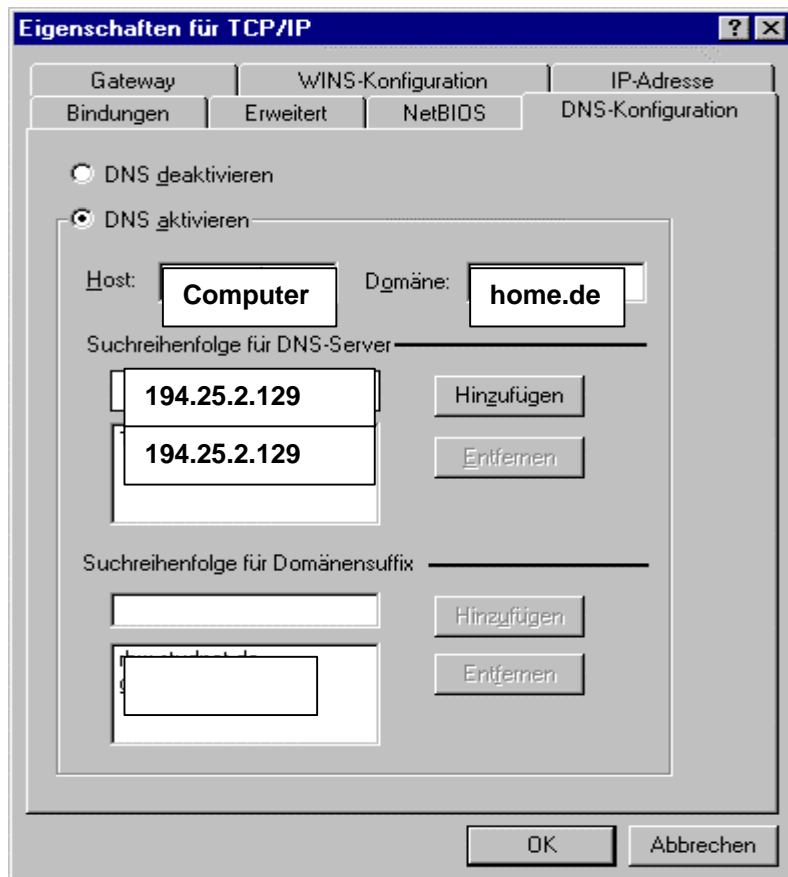 Eigenschaften für TCP/IP
Gateway WINS-Konfiguration IP-Adresse
Bindungen Erweitert NetBIOS DNS-Konfiguration
DNS deaktivieren
DNS aktivieren
Host: Computer Domäne: home.de
Suchreihenfolge für DNS-Server
194.25.2.129 Hinzufügen
194.25.2.129 Entfernen
Suchreihenfolge für Domänensuffix
Hinzufügen
Entfernen
OK Abbrechen